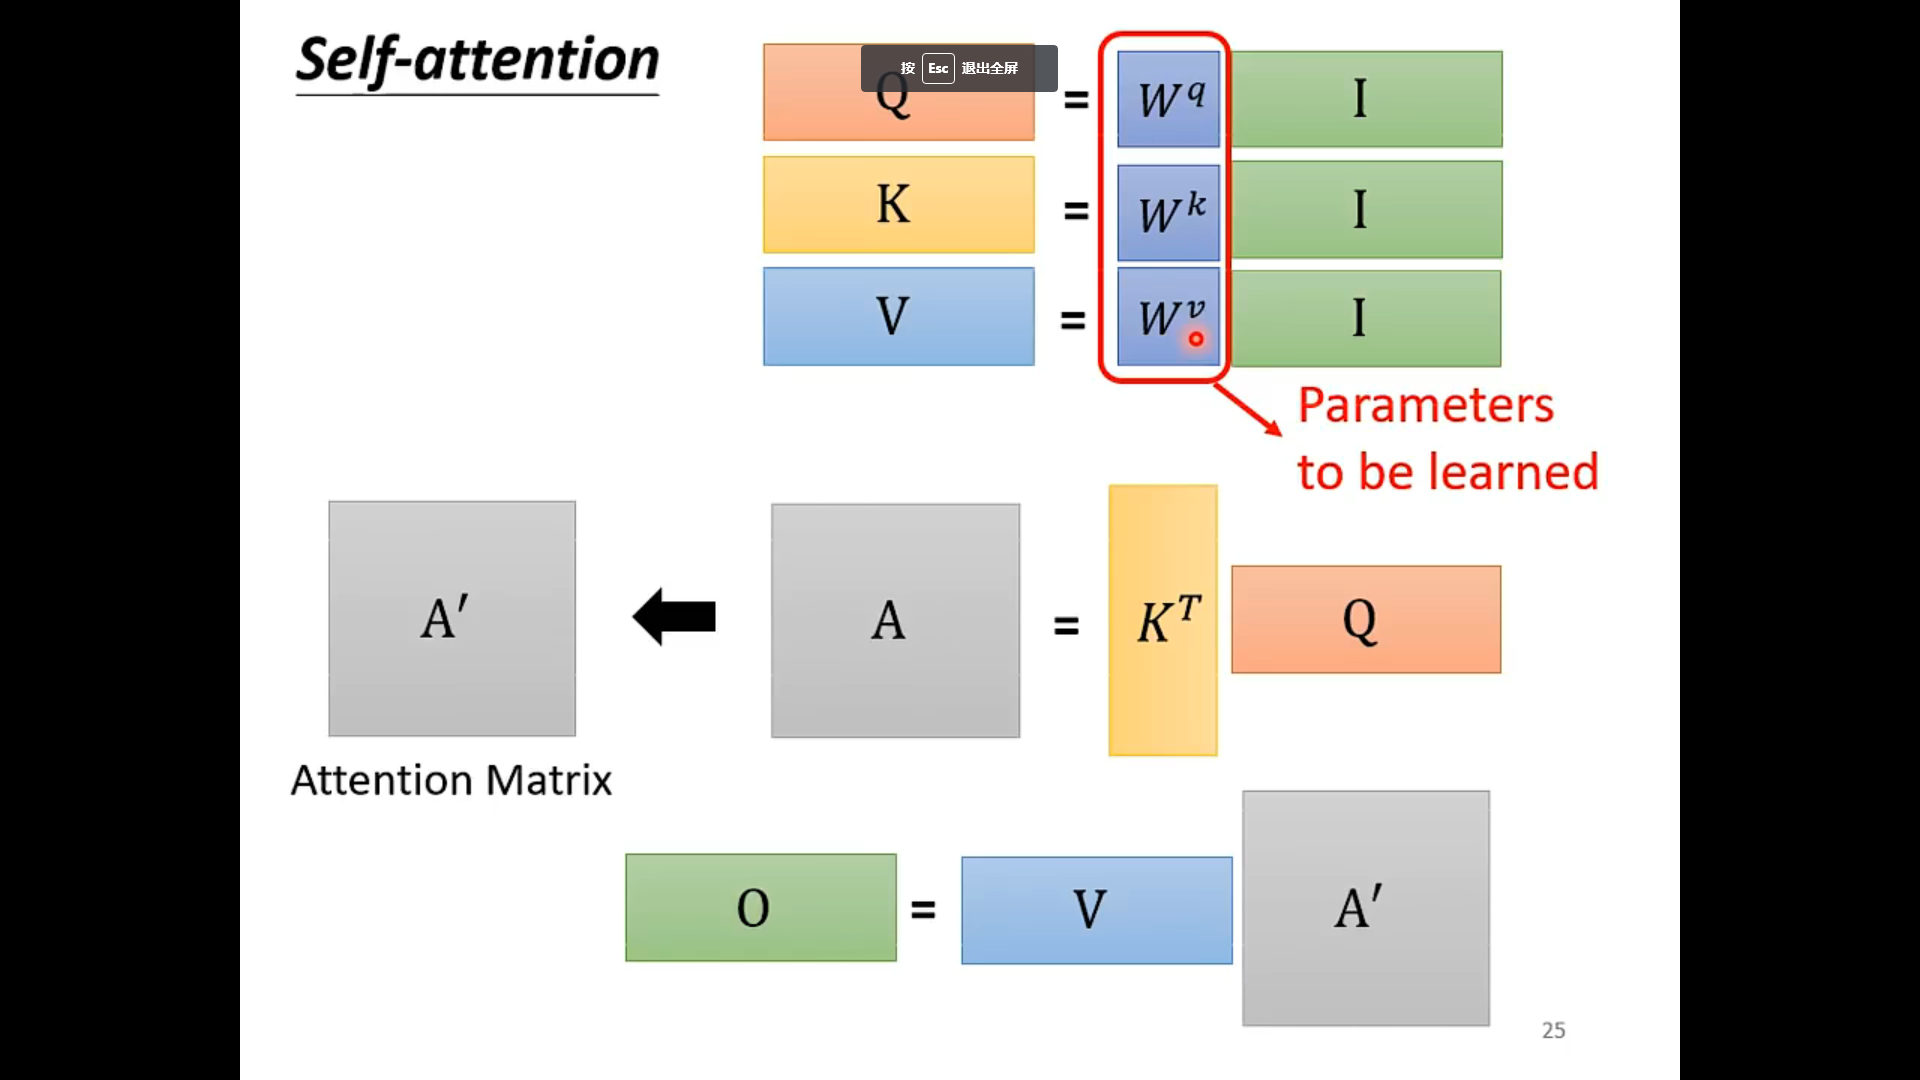 Self-attention
按 Esc 退出全屏
Q = W^q I
K = W^k I
V = W^v I
Parameters
to be learned
A′ A = K^T Q
Attention Matrix
O = V A′
25